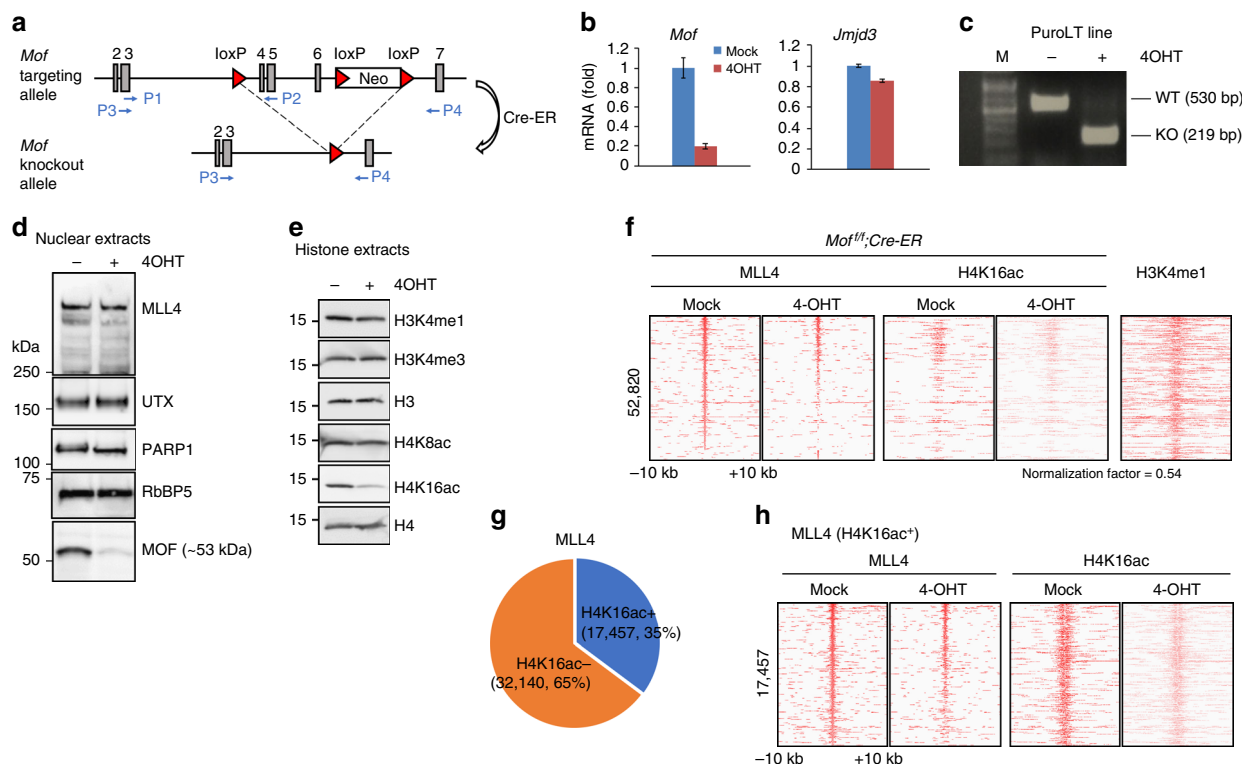 a
2 3
loxP
4 5
6
loxP
loxP
7
Mof
targeting
allele
Neo
P1
P2
P3
P4
Cre-ER
2 3
Mof
knockout
allele
P3
P4
b
Mof
Mock
4OHT
mRNA (fold)
1.2
1
0.8
0.6
0.4
0.2
0
Jmjd3
1.2
1
0.8
0.6
0.4
0.2
0
c
PuroLT line
M
–
+
4OHT
WT (530 bp)
KO (219 bp)
d
Nuclear extracts
– + 4OHT
MLL4
kDa
250
UTX
150
PARP1
100
75
RbBP5
MOF (~53 kDa)
50
e
Histone extracts
– + 4OHT
15 H3K4me1
15 H3K4me3
15 H3
15 H4K8ac
15 H4K16ac
15 H4
f
Mof f/f;Cre-ER
MLL4
H4K16ac
H3K4me1
Mock
4-OHT
Mock
4-OHT
52,820
–10 kb
+10 kb
Normalization factor = 0.54
g
MLL4
H4K16ac+
(17,457, 35%)
H4K16ac–
(32,140, 65%)
h
MLL4 (H4K16ac+)
MLL4
H4K16ac
Mock
4-OHT
Mock
4-OHT
17,457
–10 kb
+10 kb